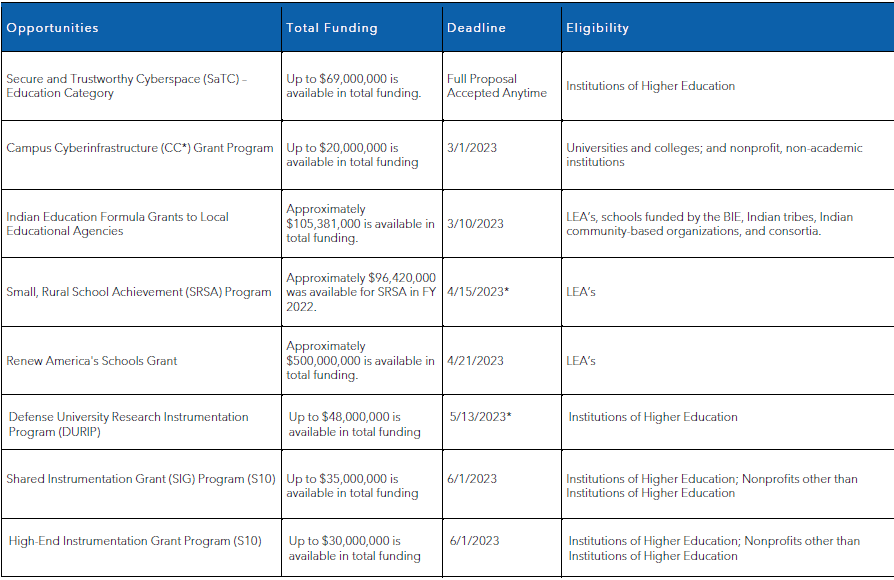 Opportunities Total Funding Deadline Eligibility
Secure and Trustworthy Cyberspace (SaTC) –
Education Category
Up to $69,000,000 is
available in total funding.
Full Proposal
Accepted Anytime
Institutions of Higher Education
Campus Cyberinfrastructure (CC*) Grant Program
Up to $20,000,000 is
available in total funding
3/1/2023
Universities and colleges; and nonprofit, non-academic
institutions
Indian Education Formula Grants to Local
Educational Agencies
Approximately
$105,381,000 is available in
total funding.
3/10/2023
LEA’s, schools funded by the BIE, Indian tribes, Indian
community-based organizations, and consortia.
Small, Rural School Achievement (SRSA) Program
Approximately $96,420,000
was available for SRSA in FY
2022.
4/15/2023*
LEA’s
Renew America's Schools Grant
Approximately
$500,000,000 is available in
total funding.
4/21/2023
LEA’s
Defense University Research Instrumentation
Program (DURIP)
Up to $48,000,000 is
available in total funding
5/13/2023*
Institutions of Higher Education
Shared Instrumentation Grant (SIG) Program (S10)
Up to $35,000,000 is
available in total funding
6/1/2023
Institutions of Higher Education; Nonprofits other than
Institutions of Higher Education
High-End Instrumentation Grant Program (S10)
Up to $30,000,000 is
available in total funding
6/1/2023
Institutions of Higher Education; Nonprofits other than
Institutions of Higher Education